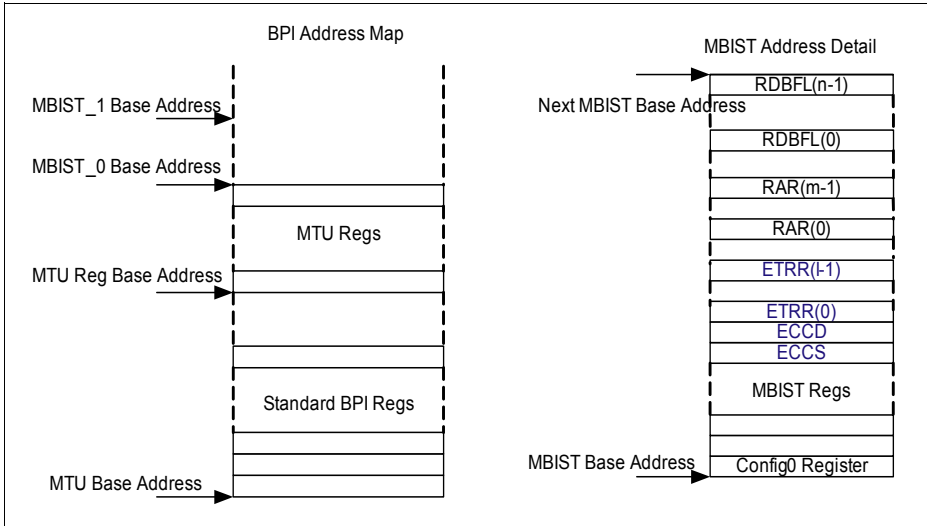 BPI Address Map
MBIST_1 Base Address
MBIST_0 Base Address
MTU Regs
MTU Reg Base Address
Standard BPI Regs
MTU Base Address
MBIST Address Detail
RDBFL(n-1)
Next MBIST Base Address
RDBFL(0)
RAR(m-1)
RAR(0)
ETRR(l-1)
ETRR(0)
ECCD
ECCS
MBIST Regs
MBIST Base Address
Config0 Register